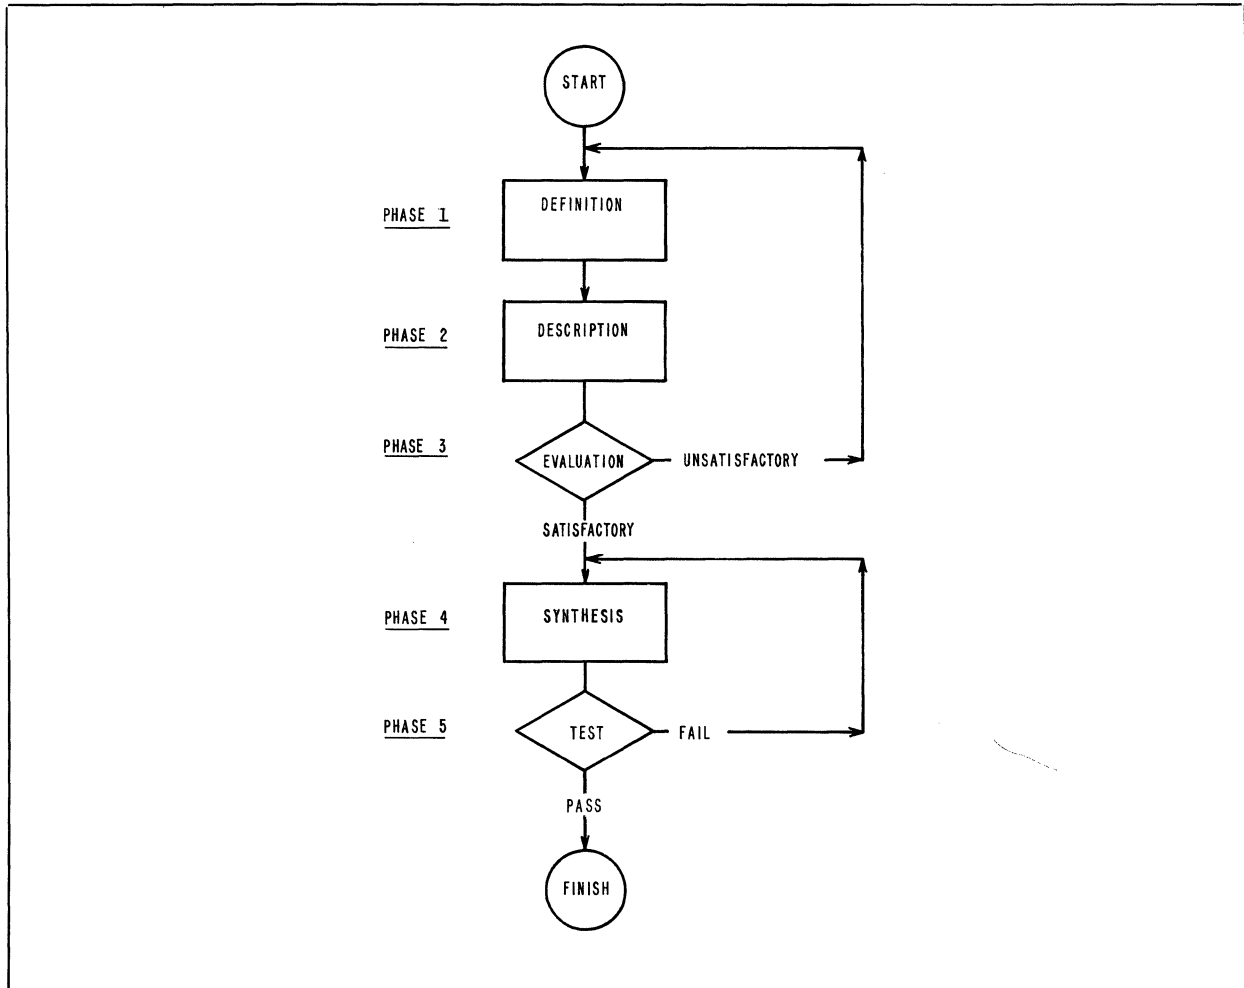 START
PHASE 1
DEFINITION
PHASE 2
DESCRIPTION
PHASE 3
EVALUATION
UNSATISFACTORY
SATISFACTORY
PHASE 4
SYNTHESIS
PHASE 5
TEST
FAIL
PASS
FINISH